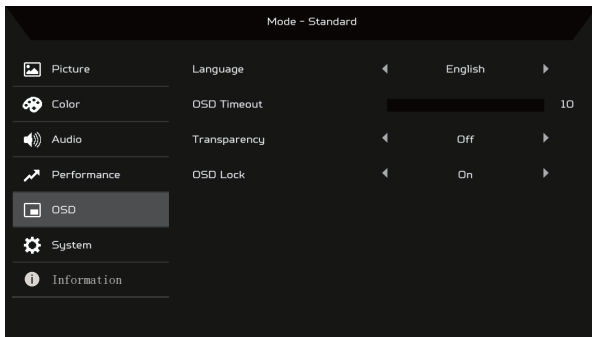 Mode - Standard
Picture
Language English
Color
OSD Timeout 10
Audio
Transparency Off
Performance
OSD Lock On
OSD
System
Information